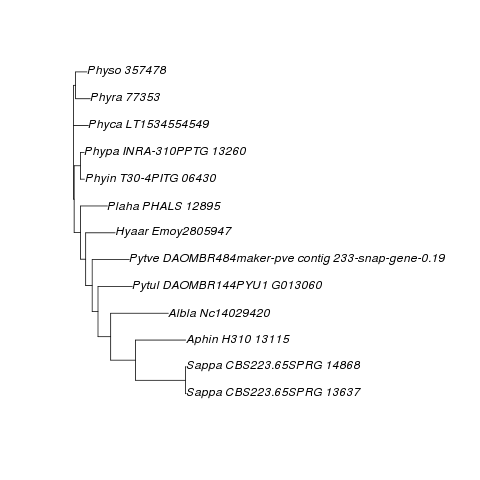 Physo 357478
Phyra 77353
Phyca LT1534554549
Phypa INRA-310PPTG 13260
Phyin T30-4PITG 06430
Plaha PHALS 12895
Hyaar Emoy2805947
Pytve DAOMBR484maker-pve contig 233-snap-gene-0.19
Pytul DAOMBR144PYU1 G013060
Albla Nc14029420
Aphin H310 13115
Sappa CBS223.65SPRG 14868
Sappa CBS223.65SPRG 13637